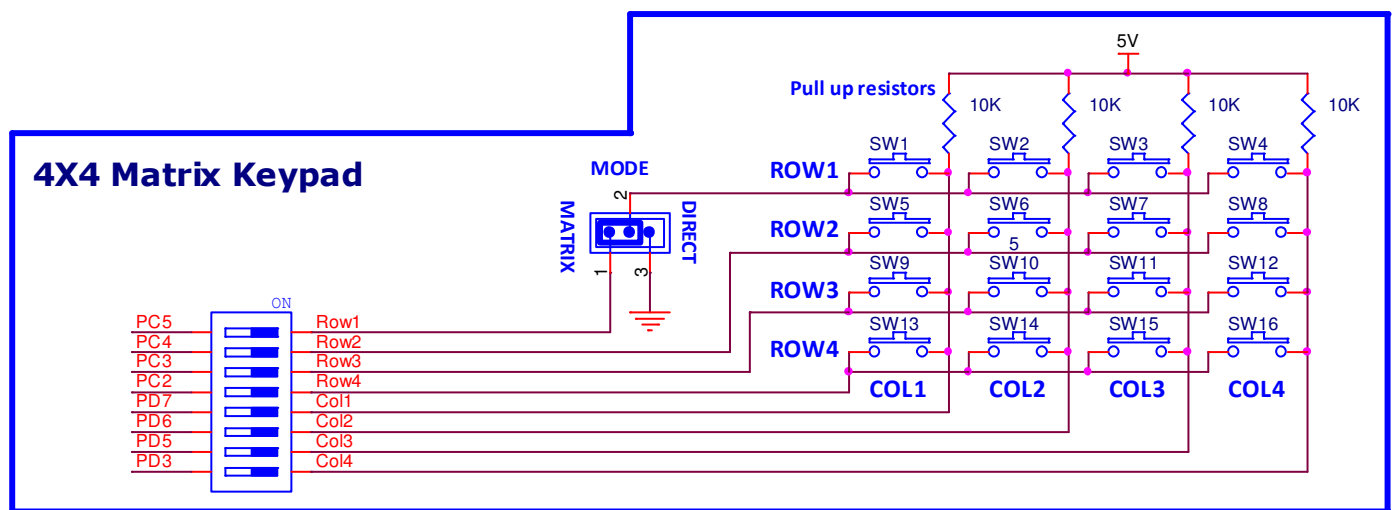 5V
Pull up resistors
10K 10K 10K 10K
4X4 Matrix Keypad
MODE
MATRIX
DIRECT
2
1
3
ROW1
SW1 SW2 SW3 SW4
ROW2
SW5 SW6 SW7 SW8
5
ROW3
SW9 SW10 SW11 SW12
ROW4
SW13 SW14 SW15 SW16
COL1 COL2 COL3 COL4
ON
PC5 Row1
PC4 Row2
PC3 Row3
PC2 Row4
PD7 Col1
PD6 Col2
PD5 Col3
PD3 Col4